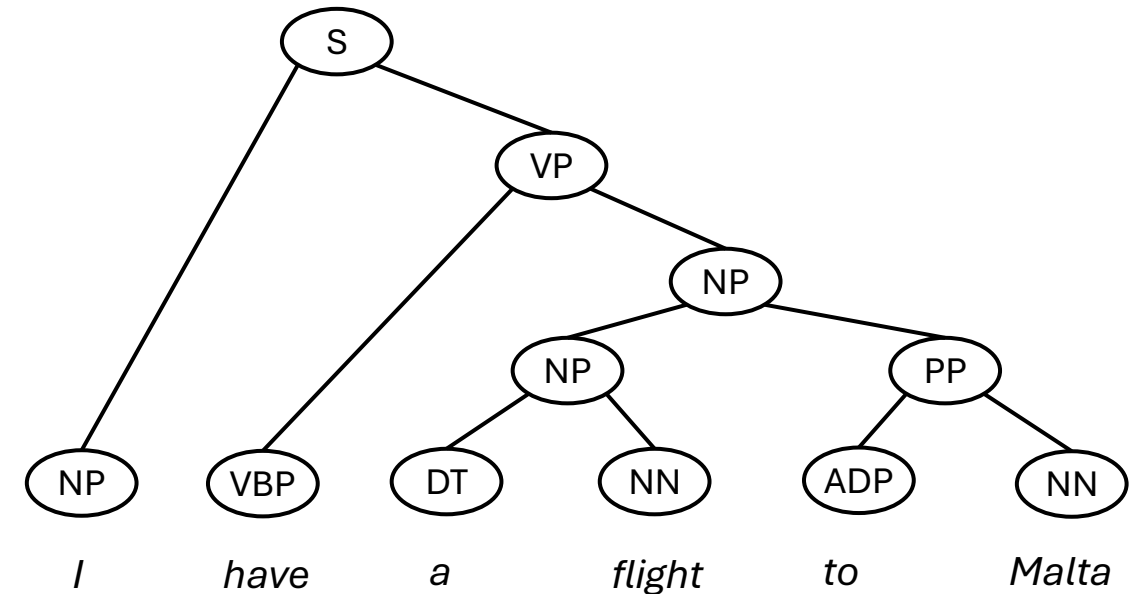 S
VP
NP
NP PP
NP VBP DT NN ADP NN
I have a flight to Malta